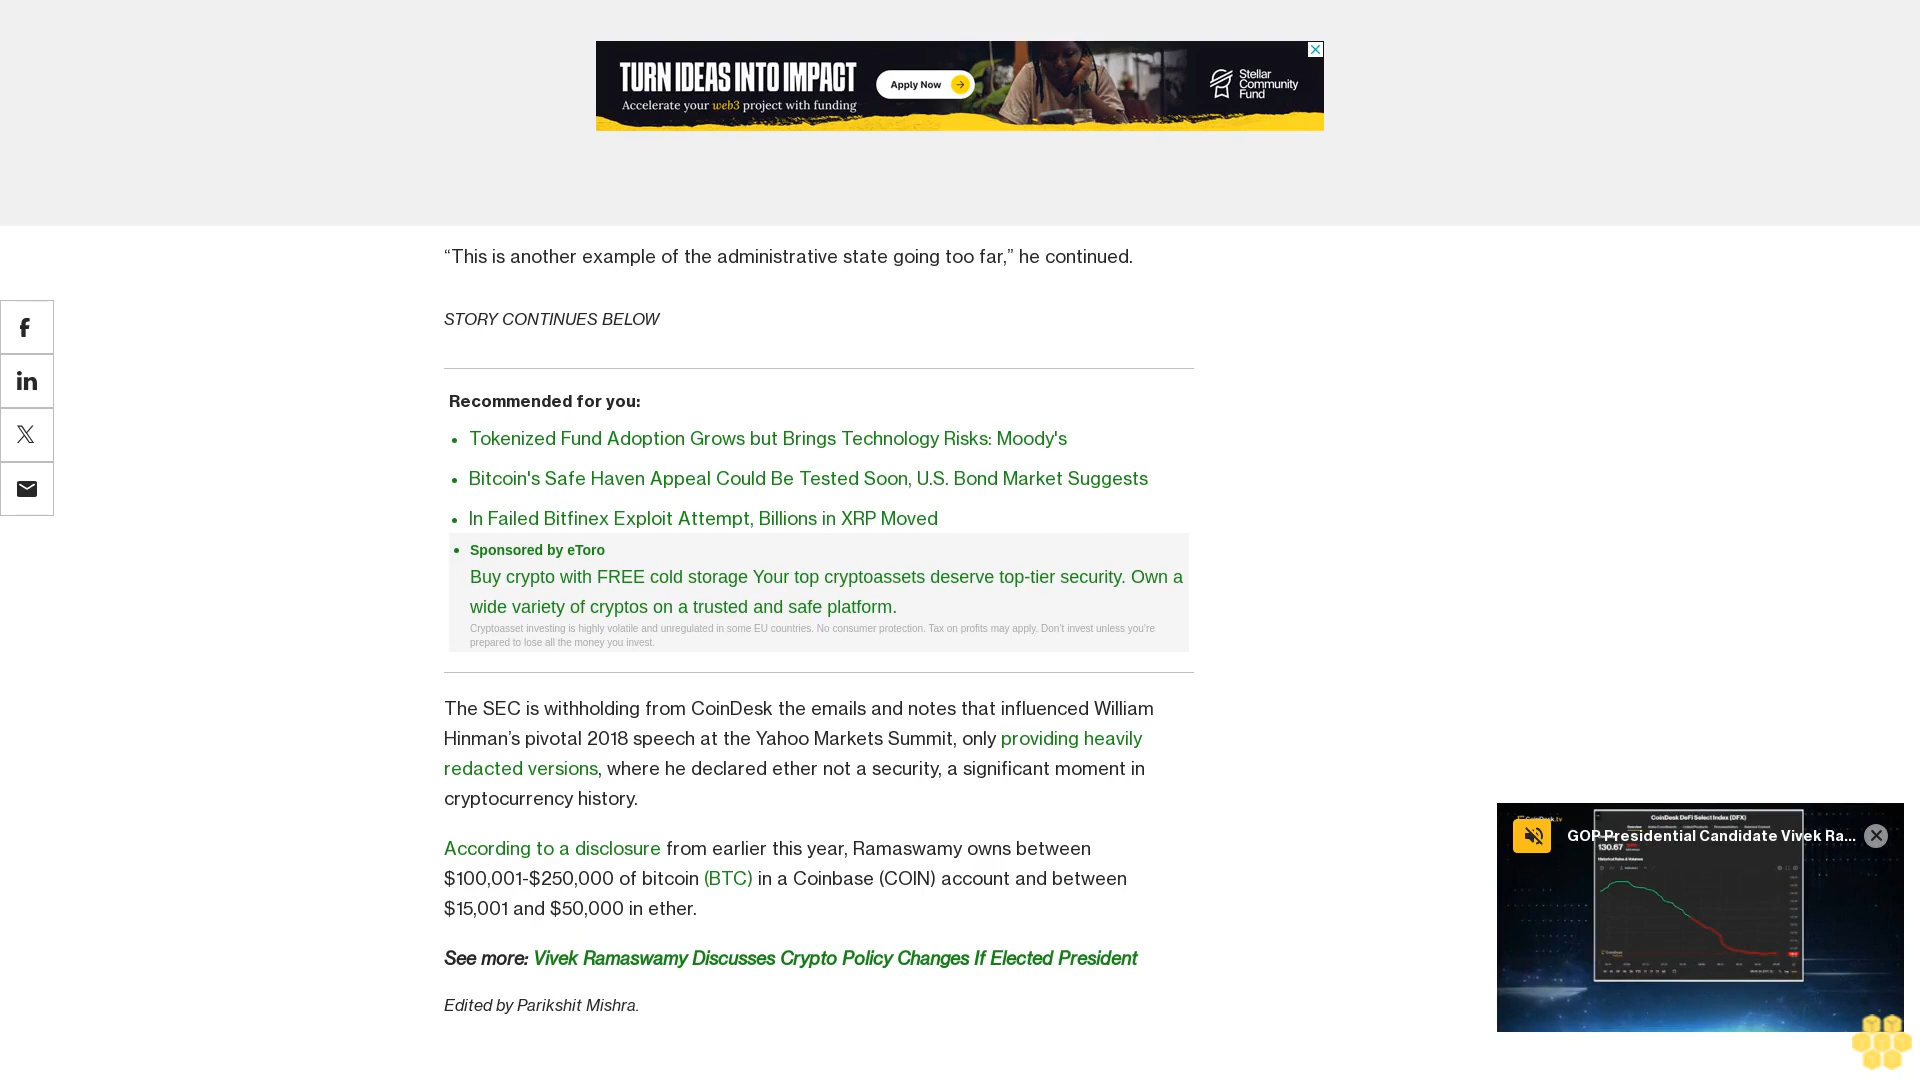 TURN IDEAS INTO IMPACT
Accelerate your web3 project with funding
Apply Now
Stellar
Community
Fund
“This is another example of the administrative state going too far,” he continued.
STORY CONTINUES BELOW
Recommended for you:
• Tokenized Fund Adoption Grows but Brings Technology Risks: Moody's
• Bitcoin's Safe Haven Appeal Could Be Tested Soon, U.S. Bond Market Suggests
• In Failed Bitfinex Exploit Attempt, Billions in XRP Moved
• Sponsored by eToro
Buy crypto with FREE cold storage Your top cryptoassets deserve top-tier security. Own a
wide variety of cryptos on a trusted and safe platform.
Cryptoasset investing is highly volatile and unregulated in some EU countries. No consumer protection. Tax on profits may apply. Don’t invest unless you’re
prepared to lose all the money you invest.
The SEC is withholding from CoinDesk the emails and notes that influenced William
Hinman’s pivotal 2018 speech at the Yahoo Markets Summit, only providing heavily
redacted versions, where he declared ether not a security, a significant moment in
cryptocurrency history.
According to a disclosure from earlier this year, Ramaswamy owns between
$100,001-$250,000 of bitcoin (BTC) in a Coinbase (COIN) account and between
$15,001 and $50,000 in ether.
See more: Vivek Ramaswamy Discusses Crypto Policy Changes If Elected President
Edited by Parikshit Mishra.
CoinDesk DeFi Select Index (DFX)
GOP Presidential Candidate Vivek Ra...
130.67